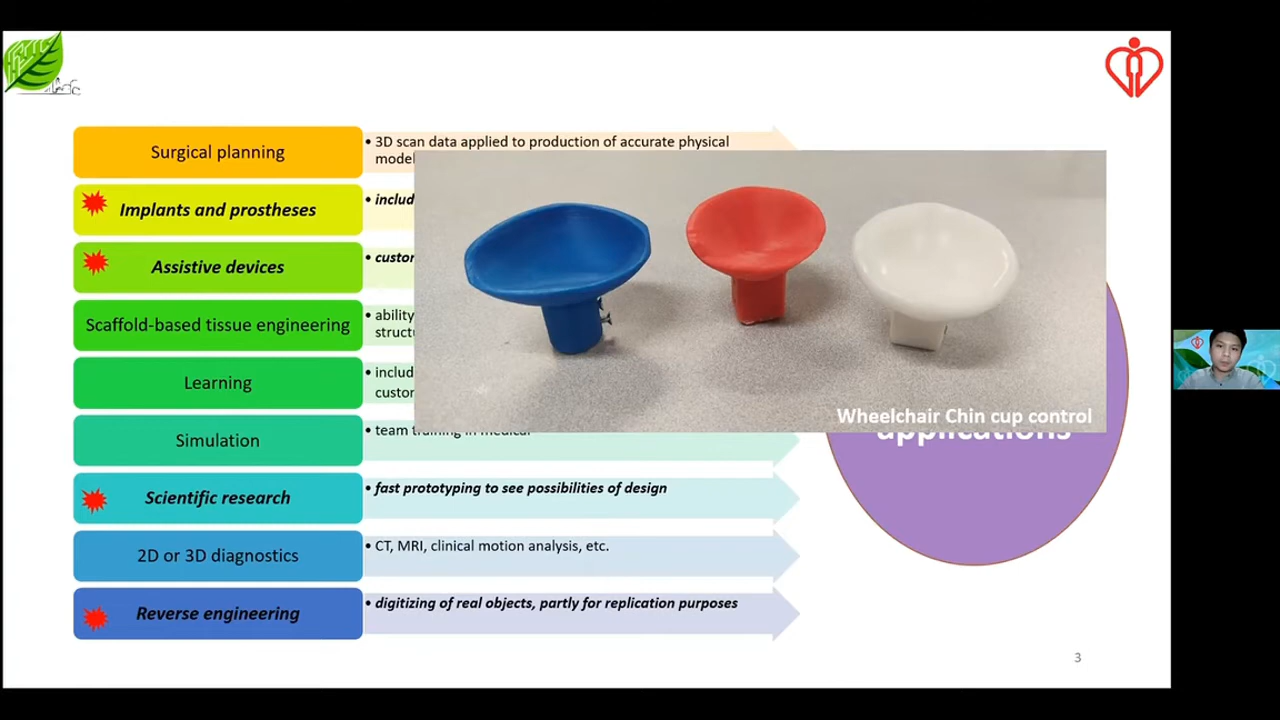 Surgical planning
• 3D scan data applied to production of accurate physical
model
Implants and prostheses
• includ
Assistive devices
• custom
Scaffold-based tissue engineering
• ability
structu
Learning
• includ
custom
Simulation
• team training in medical
Scientific research
• fast prototyping to see possibilities of design
2D or 3D diagnostics
• CT, MRI, clinical motion analysis, etc.
Reverse engineering
• digitizing of real objects, partly for replication purposes
Wheelchair Chin cup control
applications
3